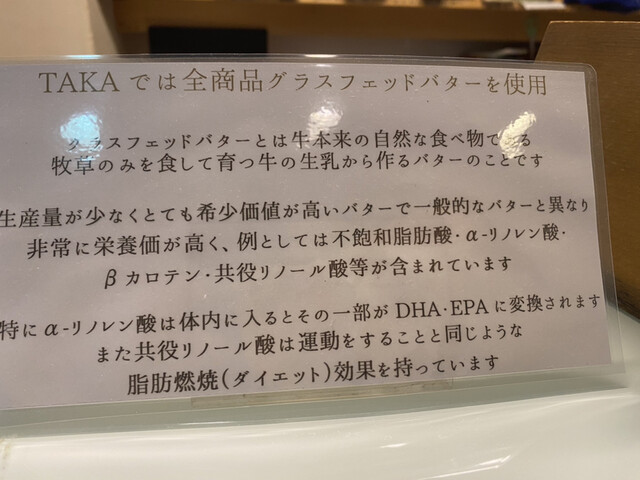 TAKA では全商品グラスフェッドバターを使用
グラスフェッドバターとは牛本来の自然な食べ物である
牧草のみを食して育つ牛の生乳から作るバターのことです
生産量が少なくとても希少価値が高いバターで一般的なバターと異なり
非常に栄養価が高く、例としては不飽和脂肪酸・α-リノレン酸・
βカロテン・共役リノール酸等が含まれています
特にα-リノレン酸は体内に入るとその一部が DHA・EPA に変換されます
また共役リノール酸は運動をすることと同じような
脂肪燃焼(ダイエット)効果を持っています